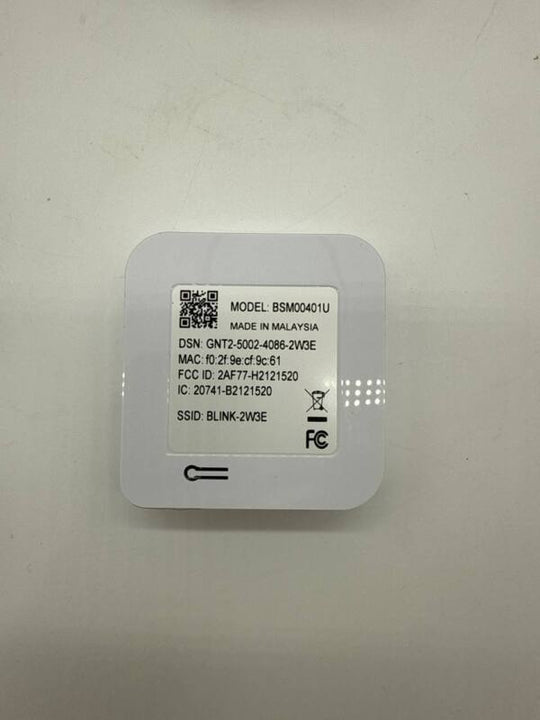 MODEL: BSM00401U
MADE IN MALAYSIA
DSN: GNT2-5002-4086-2W3E
MAC: f0:2f:9e:cf:9c:61
FCC ID: 2AF77-H2121520
IC: 20741-B2121520
SSID: BLINK-2W3E
FC